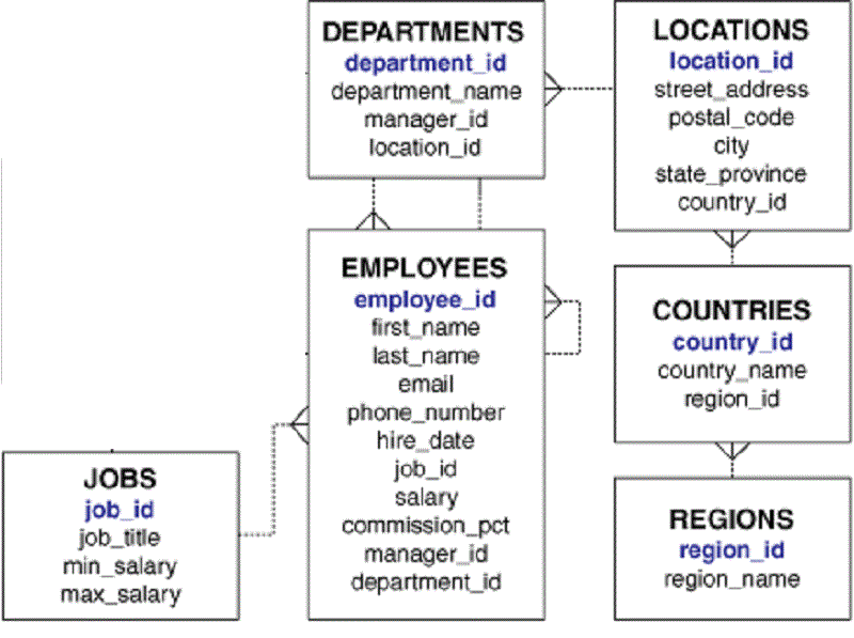 DEPARTMENTS
department_id
department_name
manager_id
location_id
LOCATIONS
location_id
street_address
postal_code
city
state_province
country_id
EMPLOYEES
employee_id
first_name
last_name
email
phone_number
hire_date
job_id
salary
commission_pct
manager_id
department_id
COUNTRIES
country_id
country_name
region_id
JOBS
job_id
job_title
min_salary
max_salary
REGIONS
region_id
region_name